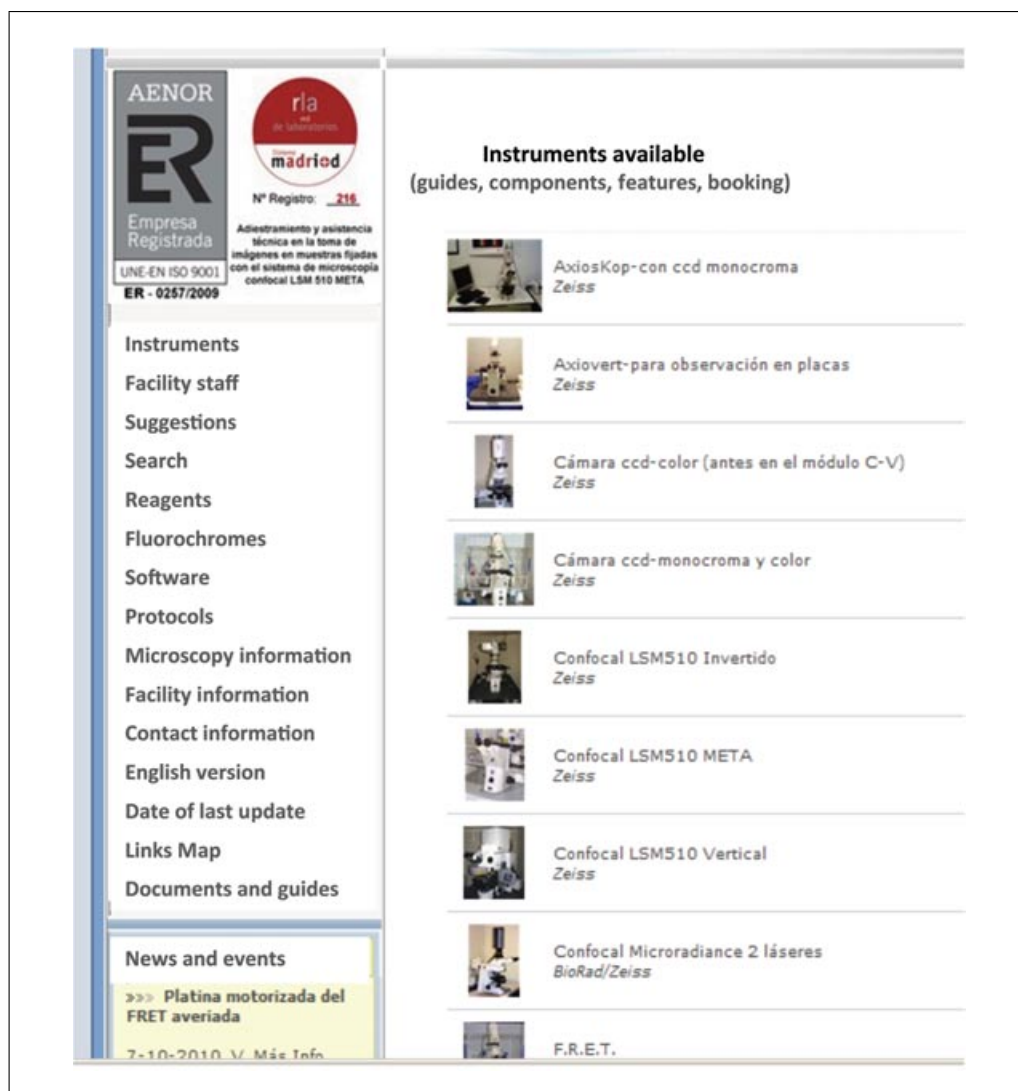 AENOR
ER
Empresa
Registrada
UNE-EN ISO 9001
ER - 0257/2009
rla
red
de laboratorios
madri+d
Nº Registro: 216
Adiestramiento y asistencia
técnica en la toma de
imágenes en muestras fijadas
con el sistema de microscopía
confocal LSM 510 META
Instruments
Facility staff
Suggestions
Search
Reagents
Fluorochromes
Software
Protocols
Microscopy information
Facility information
Contact information
English version
Date of last update
Links Map
Documents and guides
News and events
>>> Platina motorizada del
FRET averiada
7-10-2010 V. Más Info
Instruments available
(guides, components, features, booking)
AxiosKop-con ccd monocroma
Zeiss
Axiovert-para observación en placas
Zeiss
Cámara ccd-color (antes en el módulo C-V)
Zeiss
Cámara ccd-monocroma y color
Zeiss
Confocal LSM510 Invertido
Zeiss
Confocal LSM510 META
Zeiss
Confocal LSM510 Vertical
Zeiss
Confocal Microradiance 2 láseres
BioRad/Zeiss
F.R.E.T.